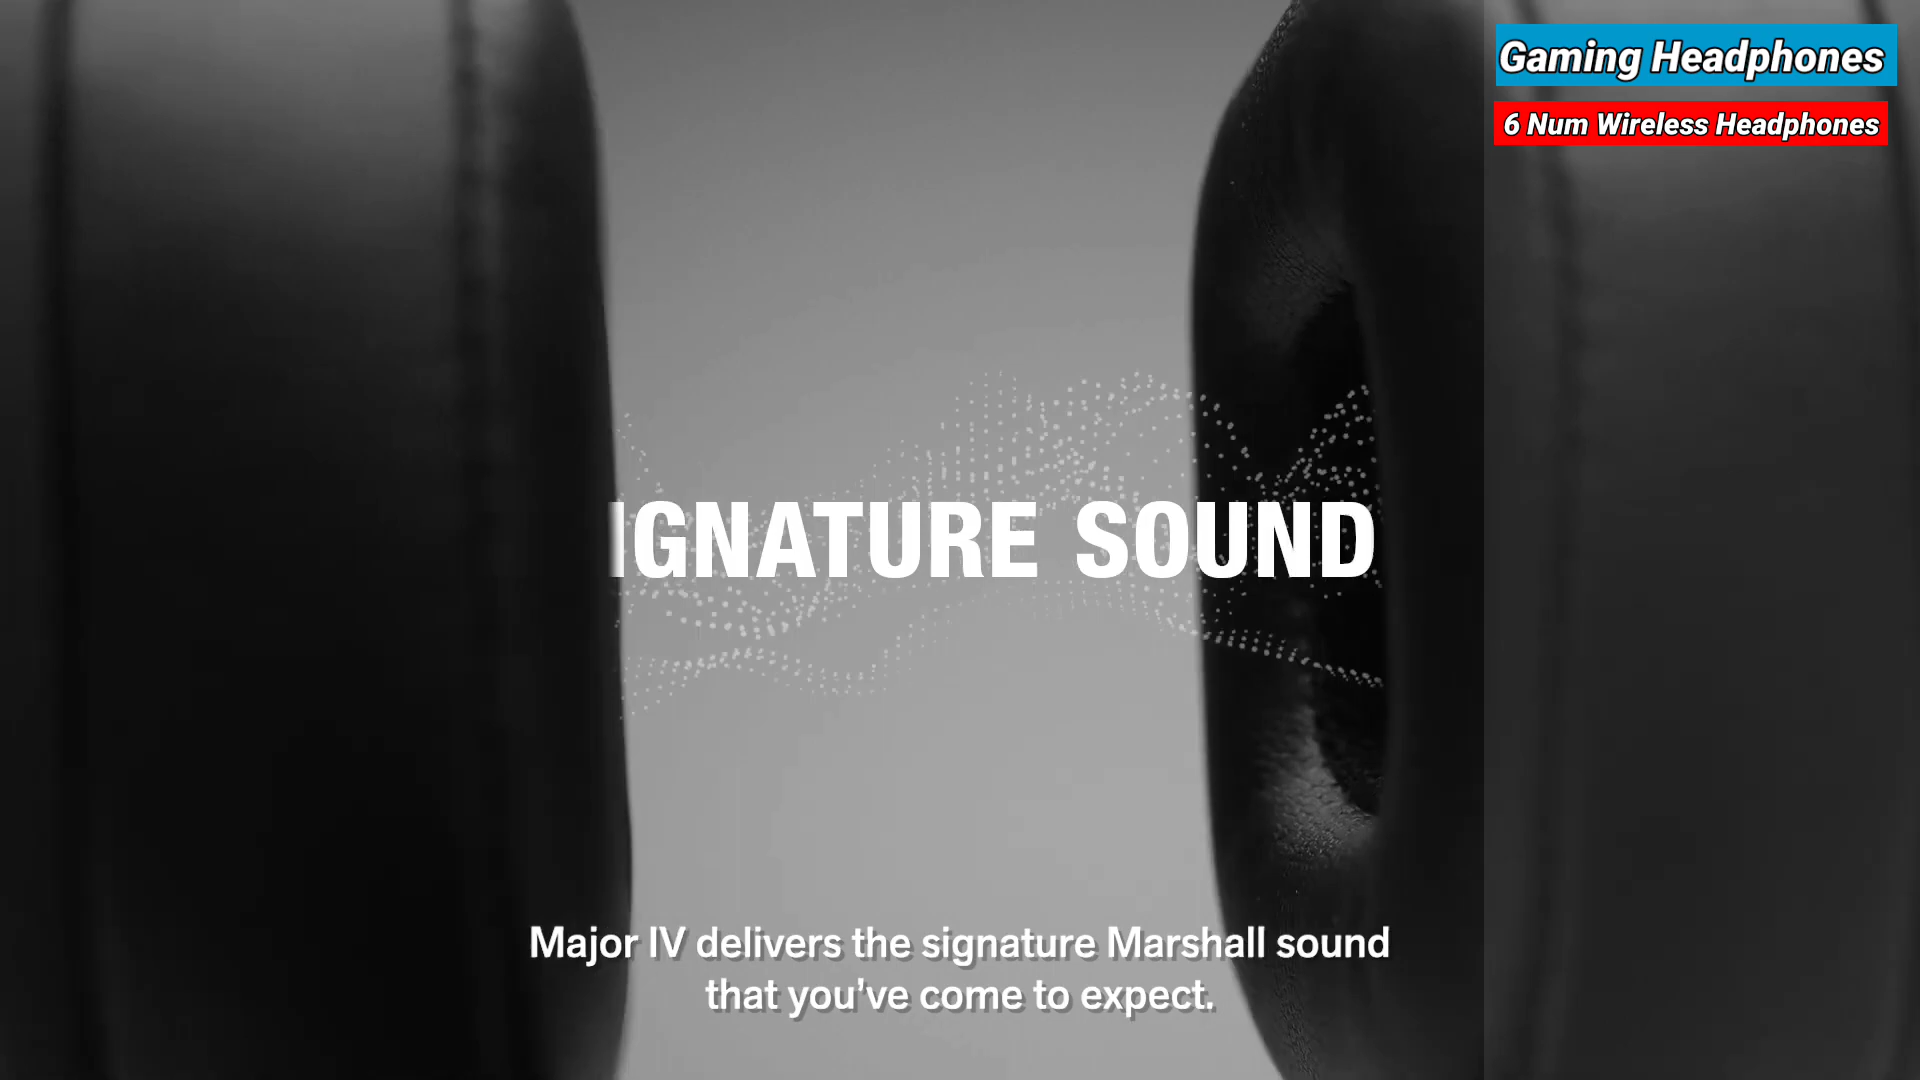 Gaming Headphones
6 Num Wireless Headphones
IGNATURE SOUND
Major IV delivers the signature Marshall sound
that you've come to expect.